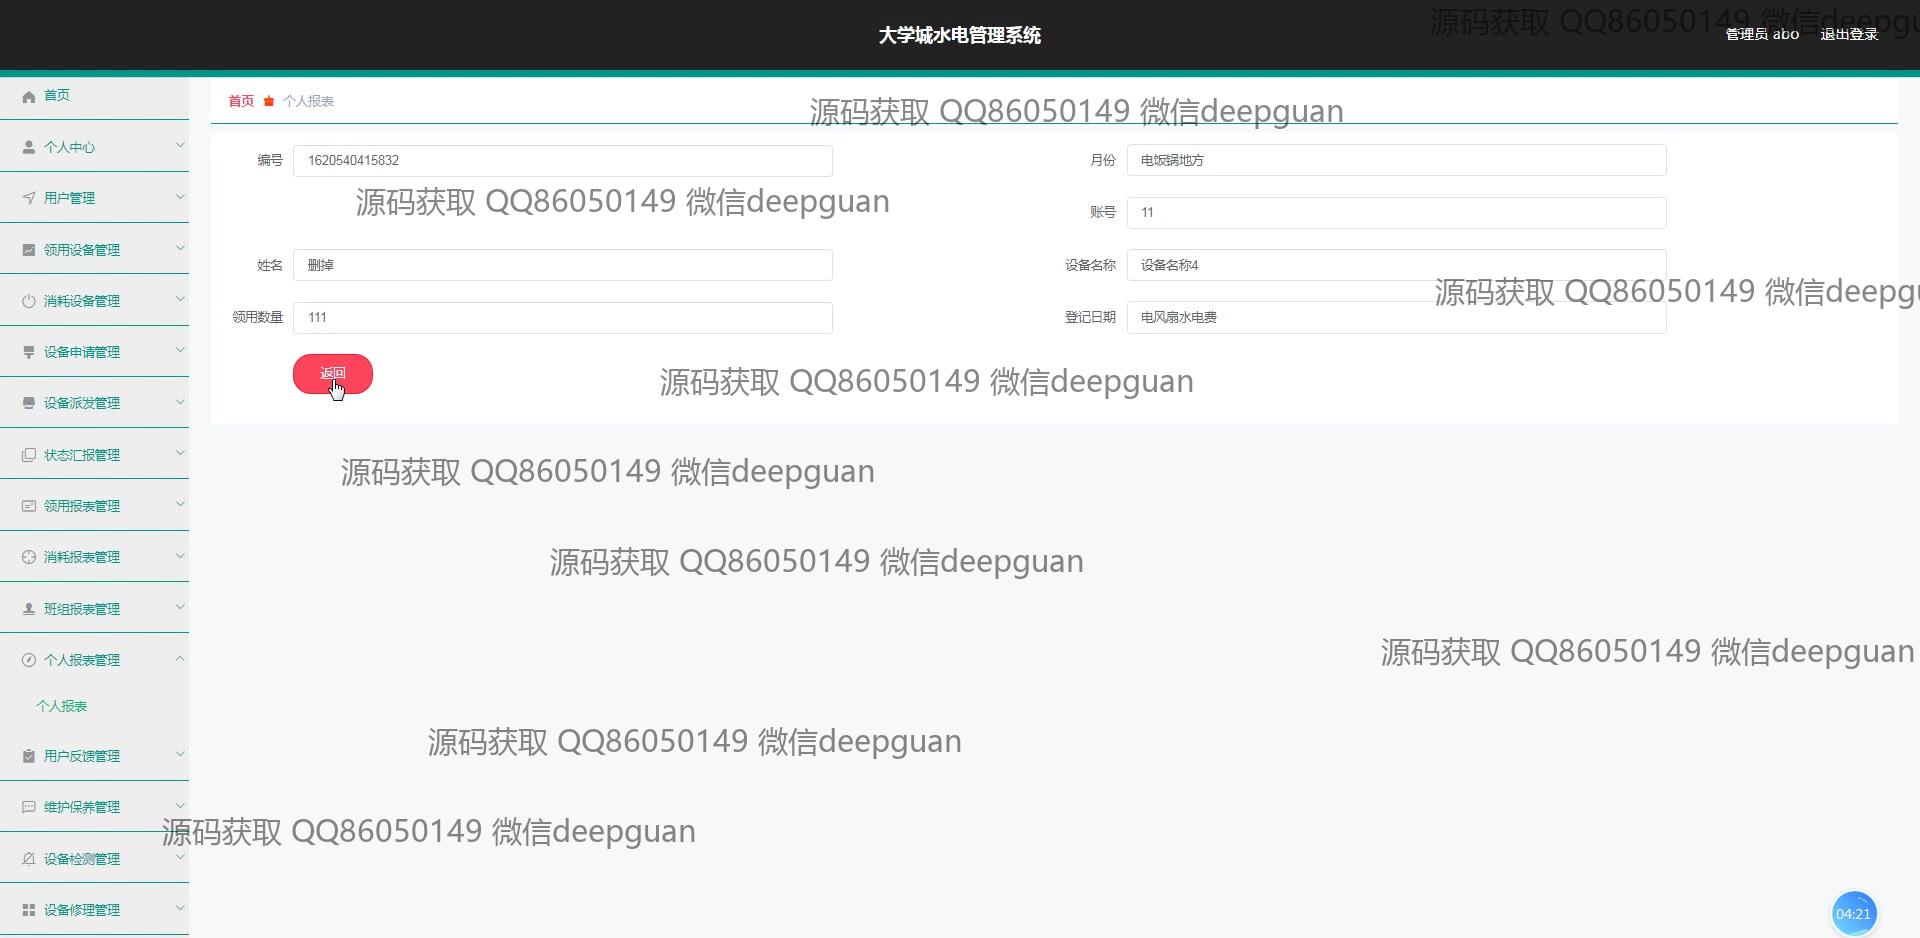 大学城水电管理系统
源码获取 QQ86050149 微信deepgu
管理员 abo 退出登录
首页
个人中心
用户管理
领用设备管理
消耗设备管理
设备申请管理
设备派发管理
状态汇报管理
领用报表管理
消耗报表管理
班组报表管理
个人报表管理
个人报表
用户反馈管理
维护保养管理
设备检测管理
设备修理管理
首页 个人报表
源码获取 QQ86050149 微信deepguan
编号 1620540415832
月份 电饭锅地方
源码获取 QQ86050149 微信deepguan
账号 11
姓名 删掉
设备名称 设备名称4
源码获取 QQ86050149 微信deepgu
领用数量 111
登记日期 电风扇水电费
返回
源码获取 QQ86050149 微信deepguan
源码获取 QQ86050149 微信deepguan
源码获取 QQ86050149 微信deepguan
源码获取 QQ86050149 微信deepguan
源码获取 QQ86050149 微信deepguan
源码获取 QQ86050149 微信deepguan
04:21